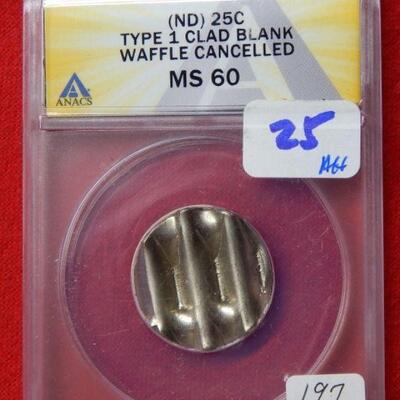 (ND) 25C
TYPE 1 CLAD BLANK
WAFFLE CANCELLED
MS 60
ANACS
25
197